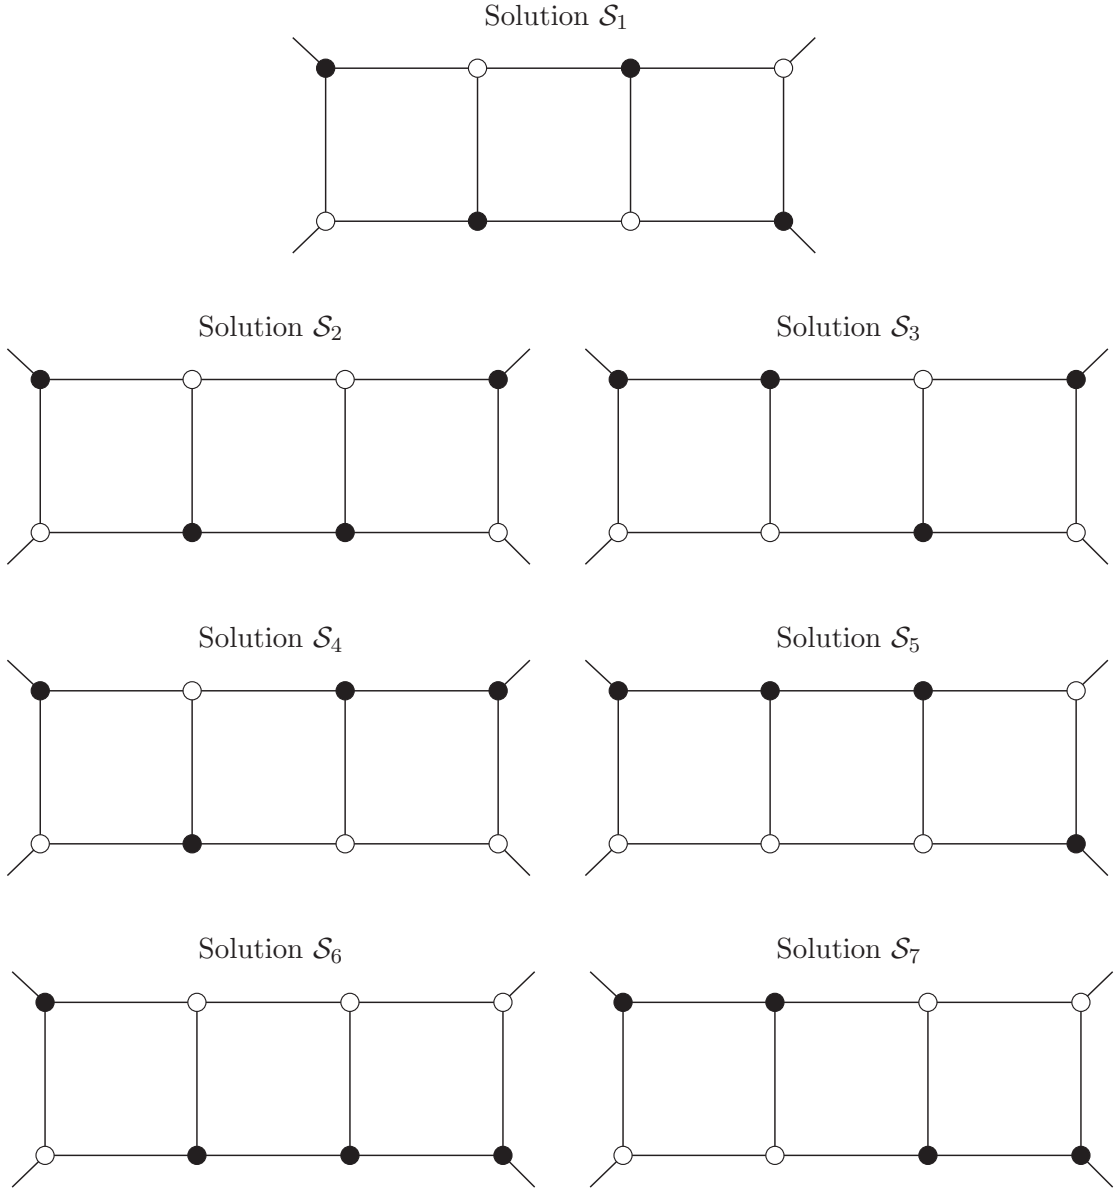 Solution 𝒮₁
Solution 𝒮₂
Solution 𝒮₃
Solution 𝒮₄
Solution 𝒮₅
Solution 𝒮₆
Solution 𝒮₇